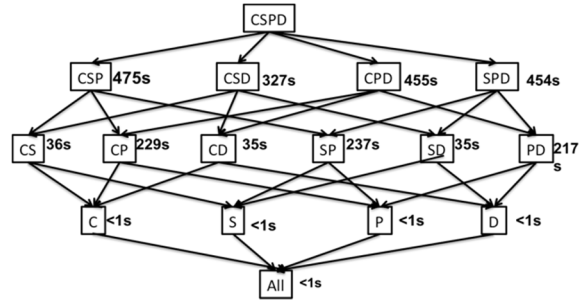 CSPD
CSP 475s CSD 327s CPD 455s SPD 454s
CS 36s CP 229s CD 35s SP 237s SD 35s PD 217
s
C <1s S <1s P <1s D <1s
All <1s